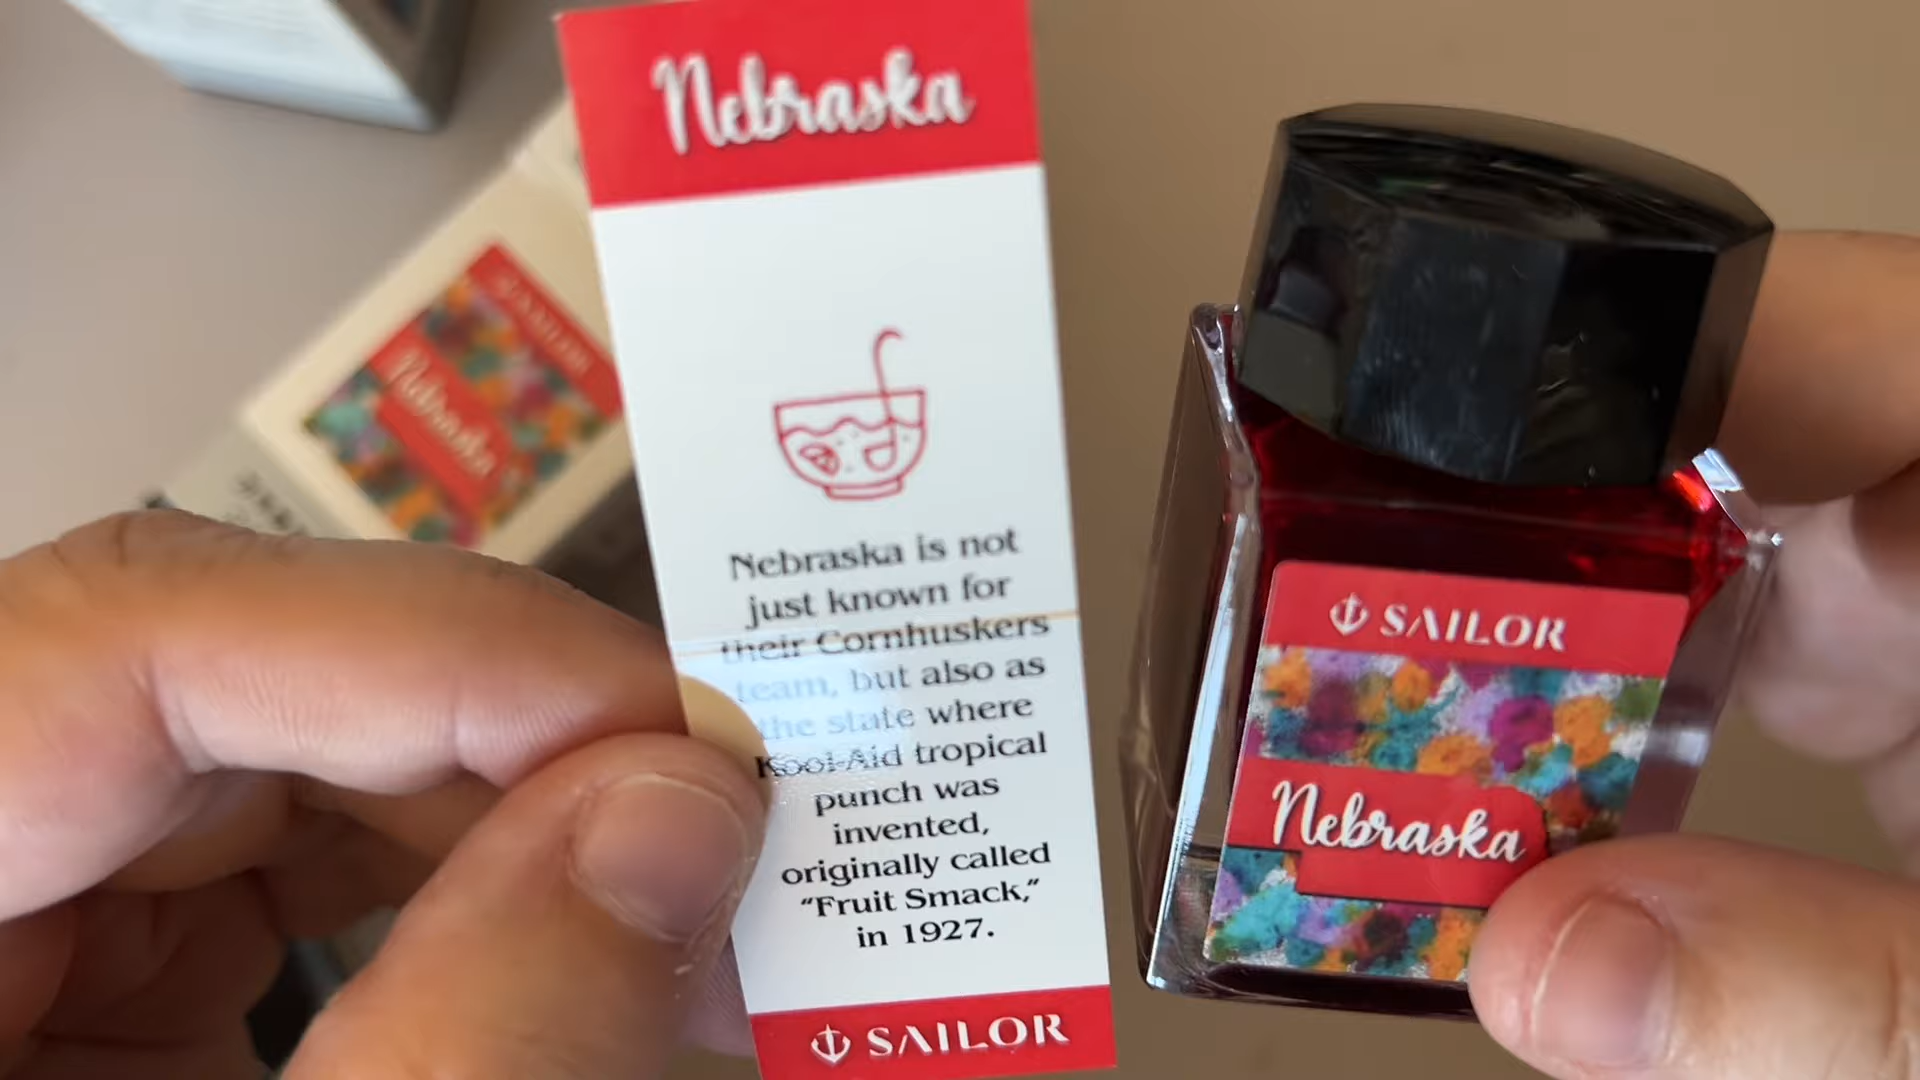 Nebraska
Nebraska is not
just known for
their Cornhuskers
team, but also as
the state where
Kool-Aid tropical
punch was
invented,
originally called
“Fruit Smack,”
in 1927.
SAILOR
SAILOR
Nebraska
SAILOR
Nebraska